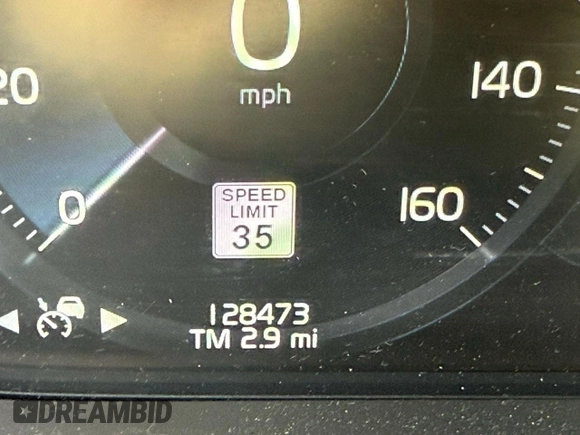 0
mph
20
140
0
SPEED
LIMIT
35
160
128473
TM 2.9 mi
DREAMBID